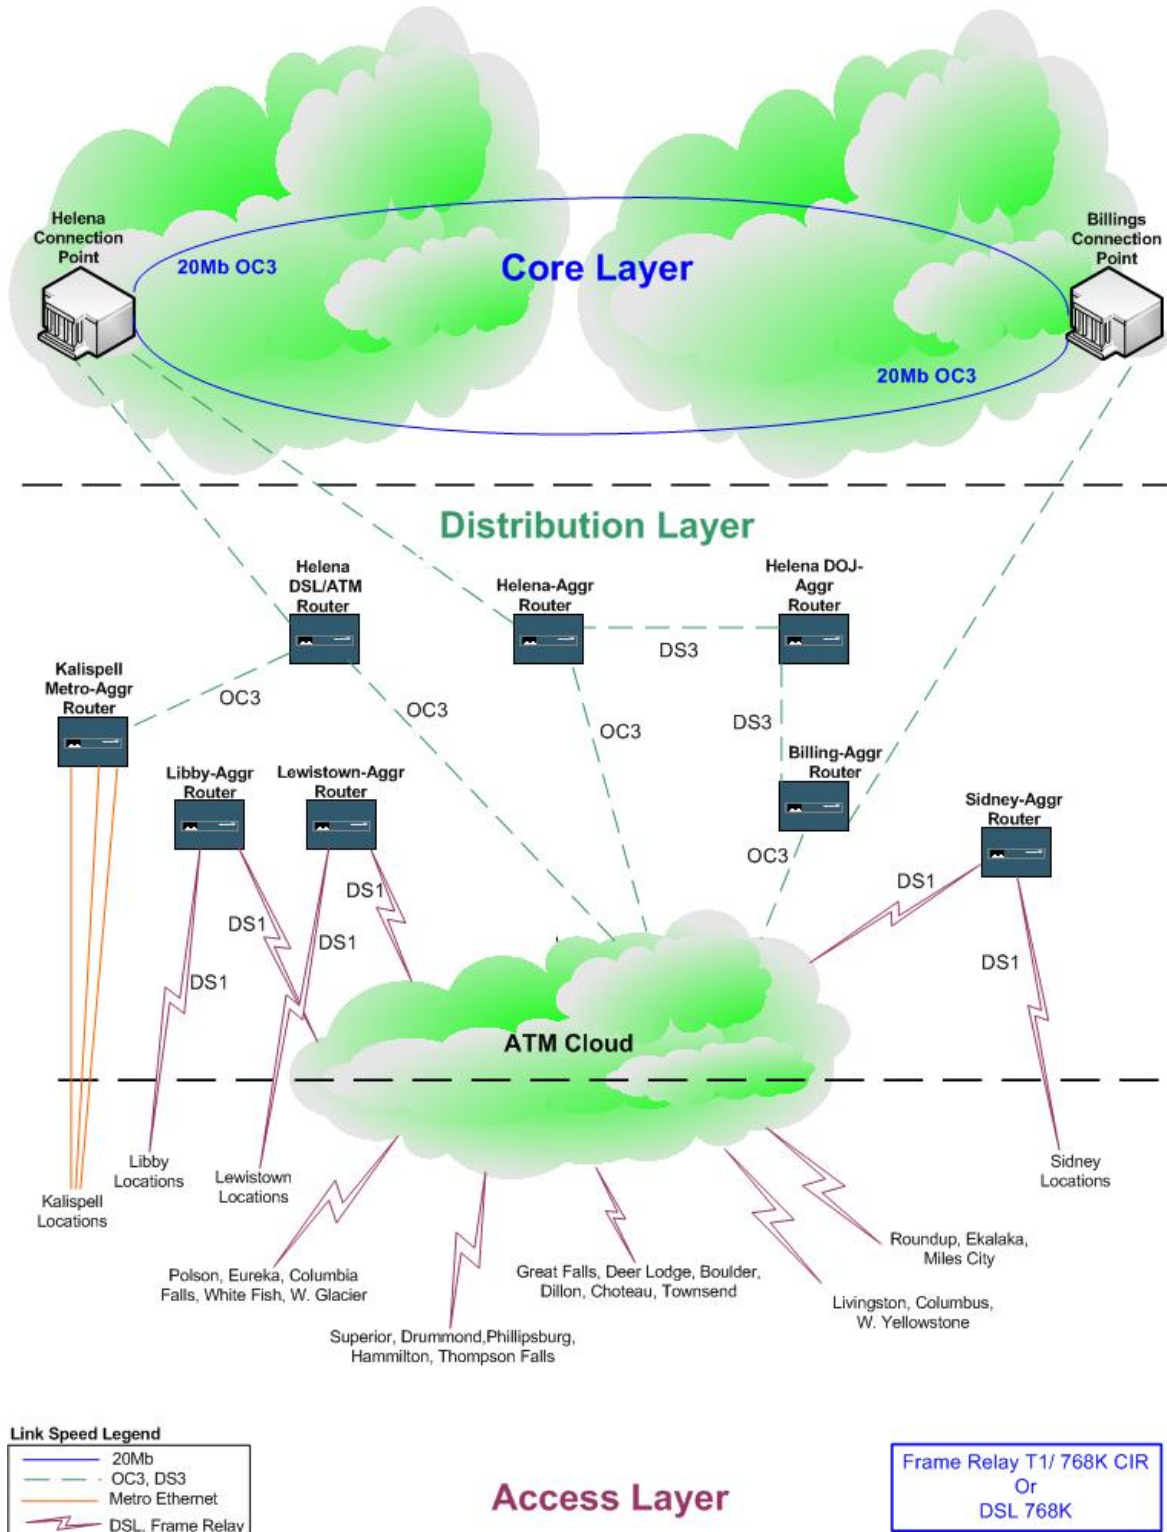 Helena
Connection
Point
Billings
Connection
Point
20Mb OC3
Core Layer
20Mb OC3
Distribution Layer
Helena
DSL/ATM
Router
Helena-Aggr
Router
Helena DOJ-
Aggr
Router
DS3
Kalispell
Metro-Aggr
Router
OC3
OC3
OC3
DS3
Billing-Aggr
Router
Libby-Aggr
Router
Lewistown-Aggr
Router
Sidney-Aggr
Router
OC3
DS1
DS1
DS1
DS1
DS1
DS1
ATM Cloud
Libby
Locations
Lewistown
Locations
Sidney
Locations
Kalispell
Locations
Polson, Eureka, Columbia
Falls, White Fish, W. Glacier
Superior, Drummond,Phillipsburg,
Hammilton, Thompson Falls
Great Falls, Deer Lodge, Boulder,
Dillon, Choteau, Townsend
Livingston, Columbus,
W. Yellowstone
Roundup, Ekalaka,
Miles City
Link Speed Legend
20Mb
OC3, DS3
Metro Ethernet
DSL, Frame Relay
Access Layer
Frame Relay T1/ 768K CIR
Or
DSL 768K